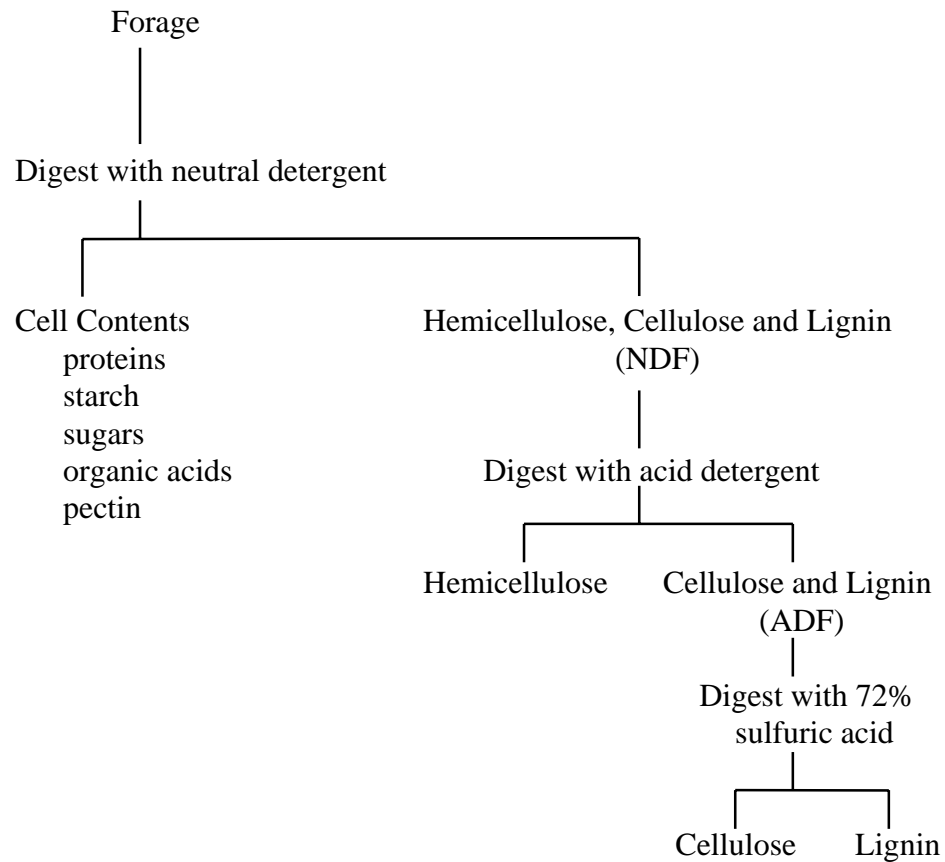 Forage
Digest with neutral detergent
Cell Contents
proteins
starch
sugars
organic acids
pectin
Hemicellulose, Cellulose and Lignin
(NDF)
Digest with acid detergent
Hemicellulose
Cellulose and Lignin
(ADF)
Digest with 72%
sulfuric acid
Cellulose
Lignin